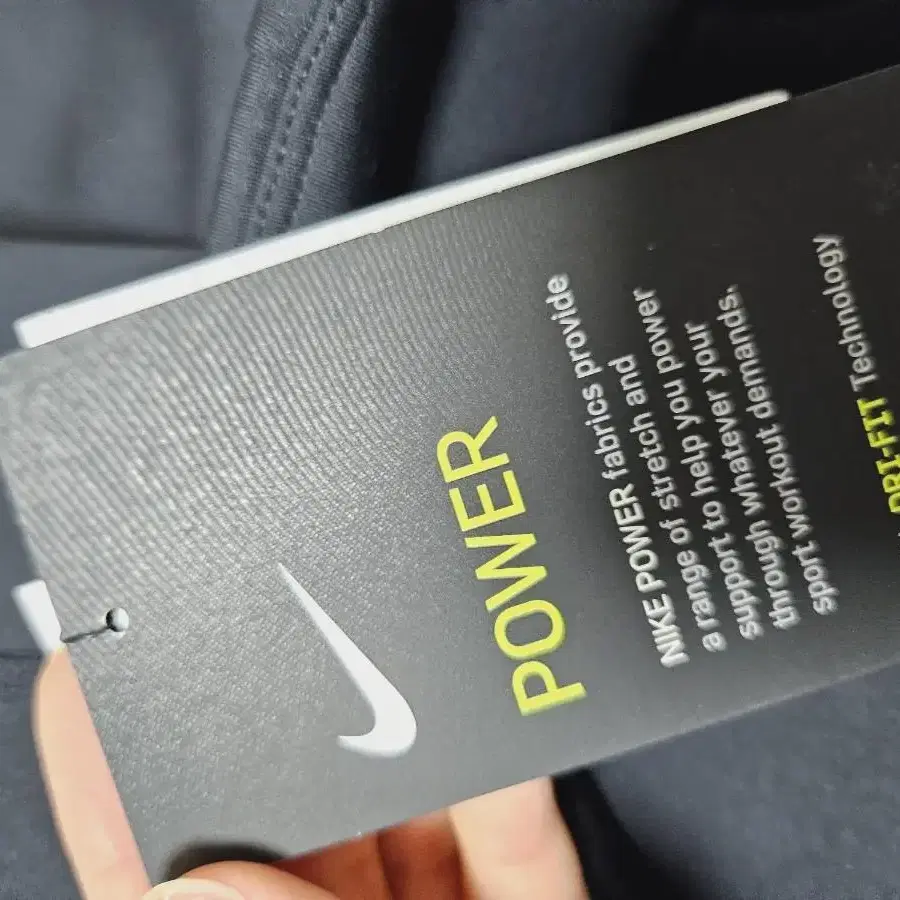 POWER
NIKE POWER fabrics provide
a range of stretch and
support to help you power
through whatever your
sport workout demands.
DRI-FIT Technology